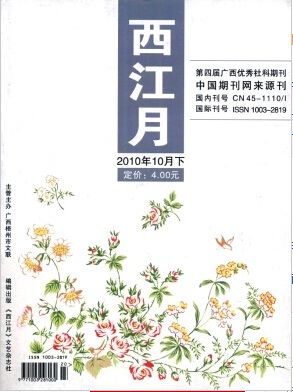 西江月
2010年10月下
定价：4.00元
第四届广西优秀社科期刊
中国期刊网来源刊
国内刊号 CN 45-1110/I
国际刊号 ISSN 1003-2819
主管主办 广西梧州市文联
编辑出版 《西江月》文艺杂志社
ISSN 1003-2819
20